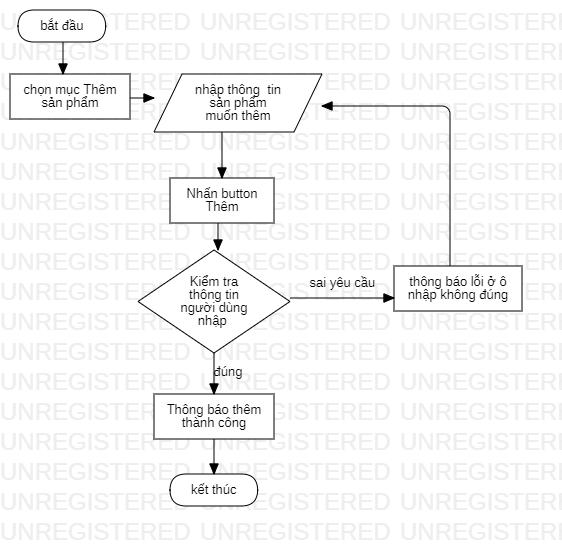 bắt đầu
chọn mục Thêm
sản phẩm
nhập thông tin
sản phẩm
muốn thêm
Nhấn button
Thêm
Kiểm tra
thông tin
người dùng
nhập
sai yêu cầu
thông báo lỗi ở ô
nhập không đúng
đúng
Thông báo thêm
thành công
kết thúc
UNREGISTERED UNREGISTERED UNREGISTERED